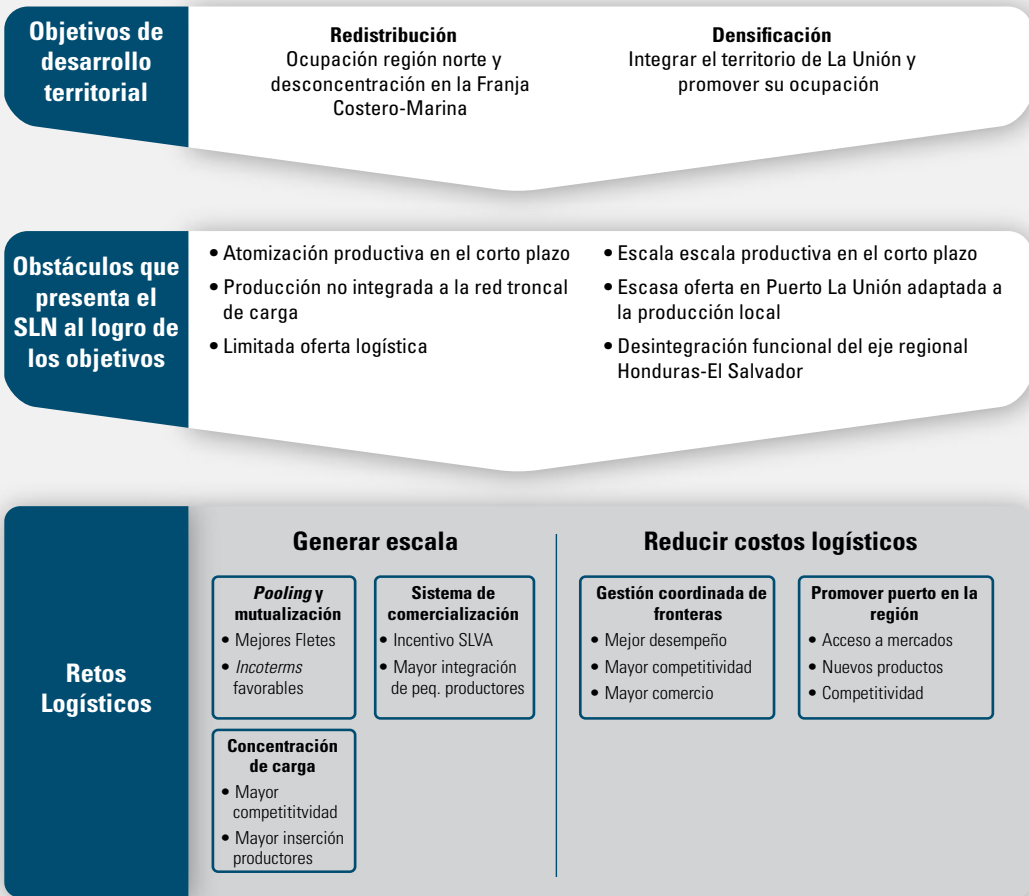 Objetivos de
desarrollo
territorial
Redistribución
Ocupación región norte y
desconcentración en la Franja
Costero-Marina
Densificación
Integrar el territorio de La Unión y
promover su ocupación
Obstáculos que
presenta el
SLN al logro de
los objetivos
• Atomización productiva en el corto plazo
• Producción no integrada a la red troncal
de carga
• Limitada oferta logística
• Escala escala productiva en el corto plazo
• Escasa oferta en Puerto La Unión adaptada a
la producción local
• Desintegración funcional del eje regional
Honduras-El Salvador
Retos
Logísticos
Generar escala
Pooling y
mutualización
• Mejores Fletes
• Incoterms
favorables
Sistema de
comercialización
• Incentivo SLVA
• Mayor integración
de peq. productores
Concentración
de carga
• Mayor
competititvidad
• Mayor inserción
productores
Reducir costos logísticos
Gestión coordinada de
fronteras
• Mejor desempeño
• Mayor competitividad
• Mayor comercio
Promover puerto en la
región
• Acceso a mercados
• Nuevos productos
• Competitividad